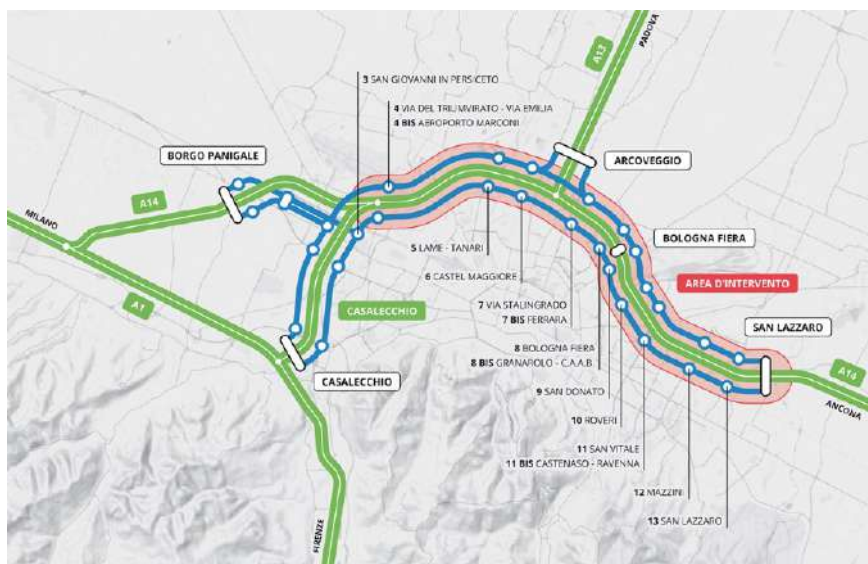 PADOVA
A13
3 SAN GIOVANNI IN PERSICETO
4 VIA DEL TRIUMVIRATO - VIA EMILIA
4 BIS AEROPORTO MARCONI
BORGO PANIGALE
ARCOVEGGIO
A14
MILANO
BOLOGNA FIERA
5 LAME - TANARI
6 CASTEL MAGGIORE
AREA D'INTERVENTO
A1
CASALECCHIO
7 VIA STALINGRADO
7 BIS FERRARA
SAN LAZZARO
8 BOLOGNA FIERA
8 BIS GRANAROLO - C.A.A.B.
CASALECCHIO
A14
ANCONA
9 SAN DONATO
10 ROVERI
11 SAN VITALE
11 BIS CASTENASO - RAVENNA
12 MAZZINI
13 SAN LAZZARO
FIRENZE